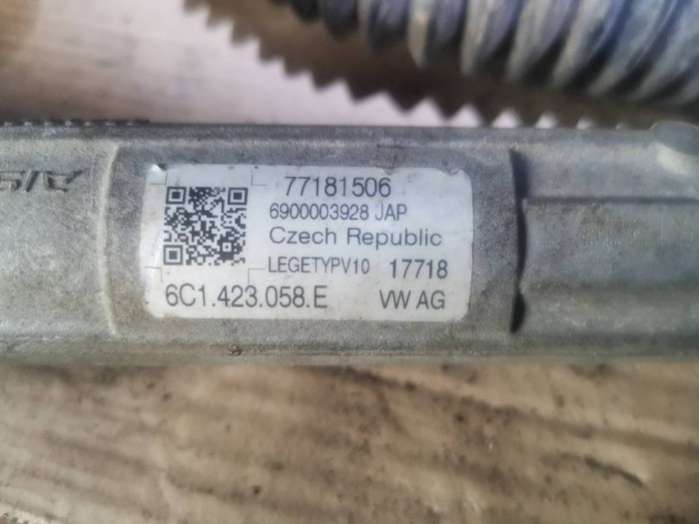 77181506
6900003928 JAP
Czech Republic
LEGETYPV10 17718
6C1.423.058.E VW AG